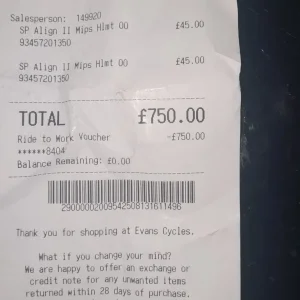 Salesperson: 149920
SP Align II Mips Hlmt OO £45.00
93457201350
SP Align II Mips Hlmt OO £45.00
93457201350
TOTAL £750.00
Ride to Work Voucher -£750.00
******8404
Balance Remaining: £0.00
29000002009542508131611496
Thank you for shopping at Evans Cycles.
What if you change your mind?
We are happy to offer an exchange or
credit note for any unwanted items
returned within 28 days of purchase.